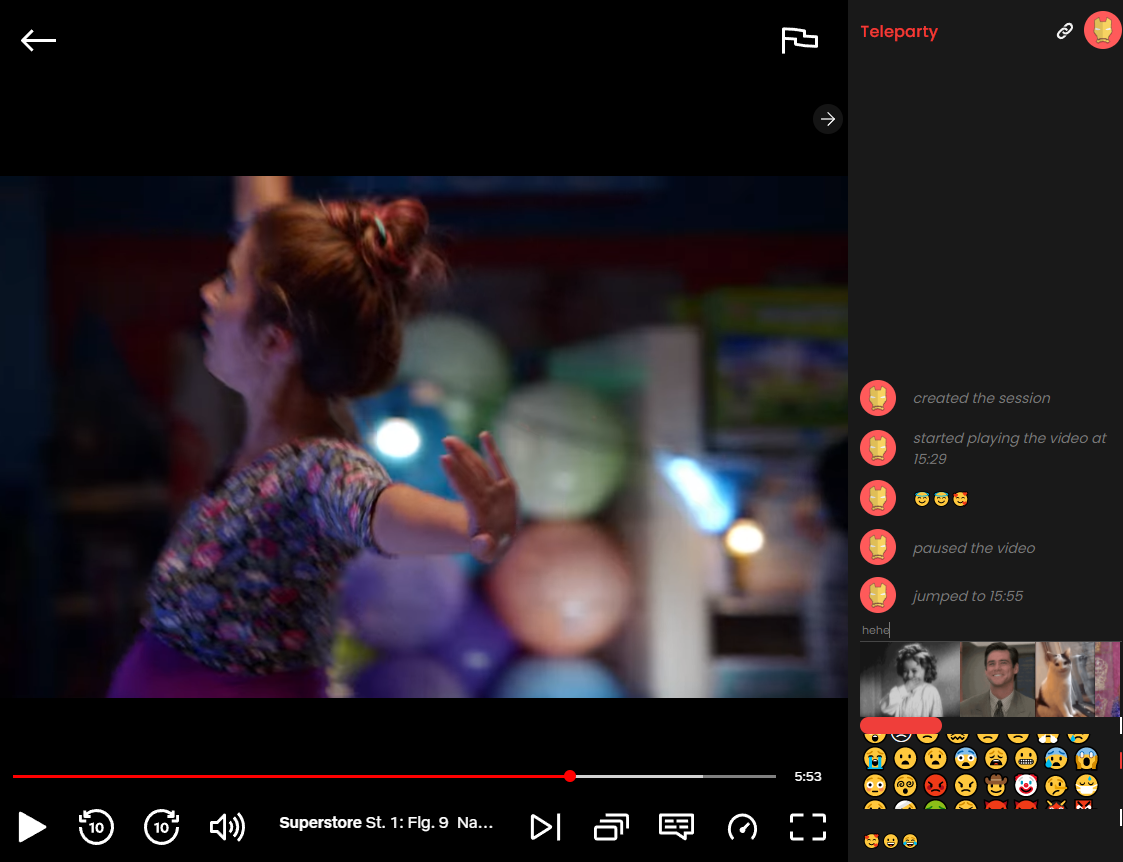 Teleparty
created the session
started playing the video at
15:29
😇 😇 🥰
paused the video
jumped to 15:55
hehe
5:53
10
10
Superstore St. 1: Flg. 9 Na...
🥰 😀 😂